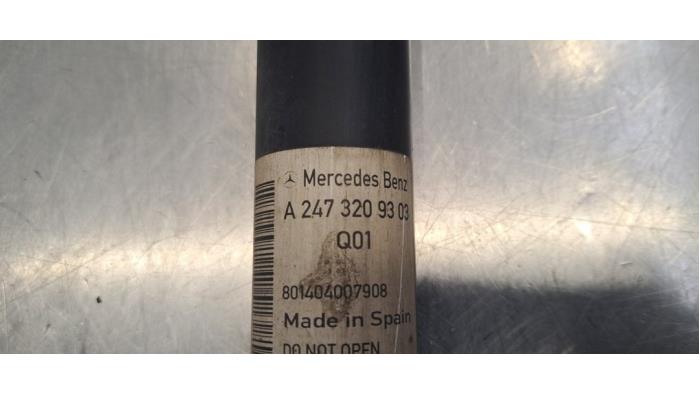 Mercedes Benz
A 247 320 93 03
Q01
801404007908
Made in Spain
DO NOT OPEN